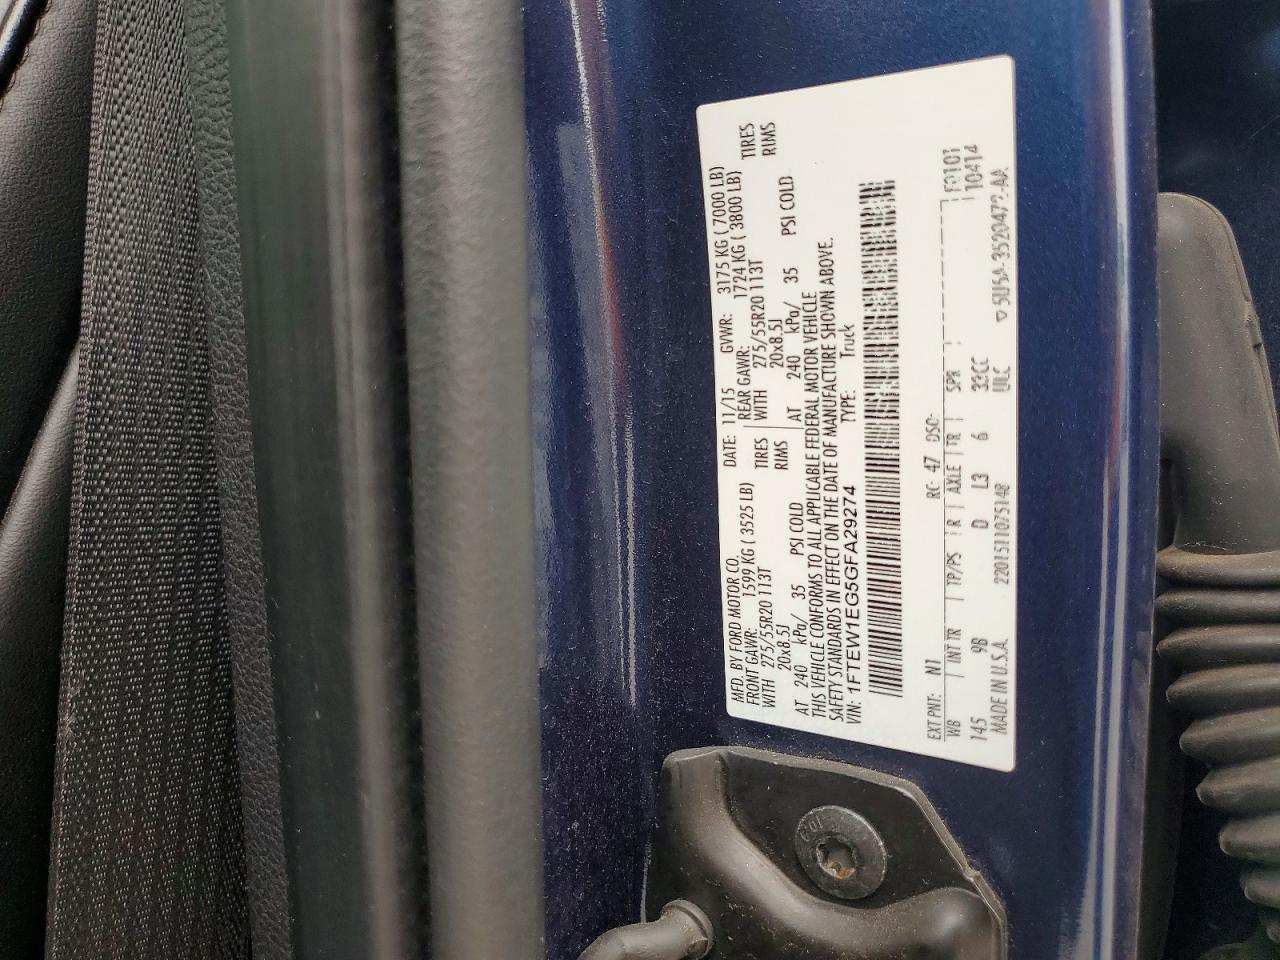 MFD. BY FORD MOTOR CO.
DATE: 11/15 GVWR: 3175 KG ( 7000 LB)
FRONT GAWR: 1599 KG ( 3525 LB)
REAR GAWR: 1724 KG ( 3800 LB)
WITH 275/55R20 113T TIRES
WITH 275/55R20 113T TIRES
20x8.5J RIMS
20x8.5J RIMS
AT 240 kPa/ 35 PSI COLD
AT 240 kPa/ 35 PSI COLD
THIS VEHICLE CONFORMS TO ALL APPLICABLE FEDERAL MOTOR VEHICLE
SAFETY STANDARDS IN EFFECT ON THE DATE OF MANUFACTURE SHOWN ABOVE.
VIN: 1FTEW1EG5GFA29274 TYPE: Truck
EXT PNT: N1 RC: 47 DSO: F0101
WB INT TR TP/PS R AXLE TR SPR 10414
145 9B D L3 6 33CC
MADE IN U.S.A. 220151107514 ULC 5U5A-3520472-AA